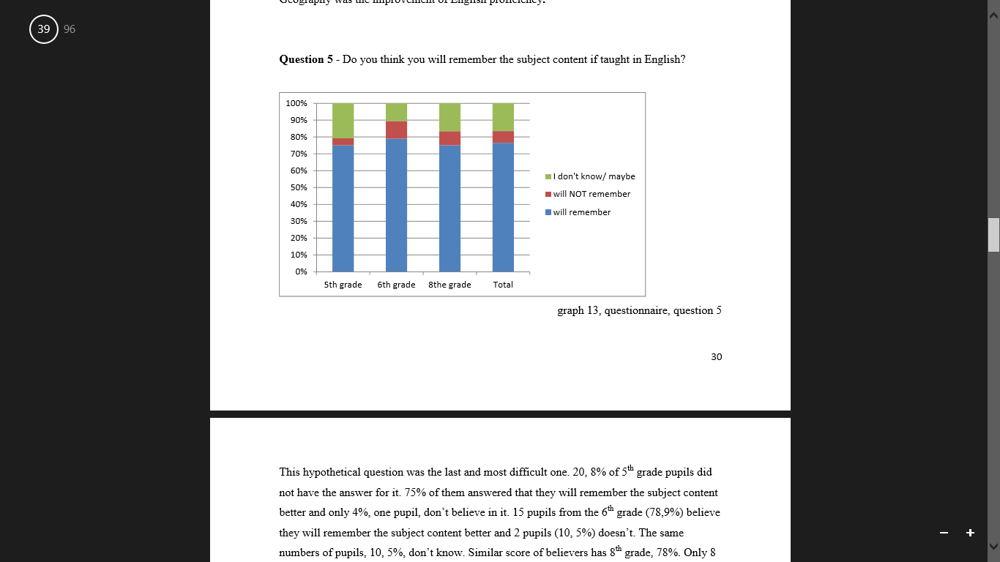 Geography was the improvement of English proficiency.
39 96
Question 5 - Do you think you will remember the subject content if taught in English?
100%
90%
80%
70%
60%
50%
40%
30%
20%
10%
0%
5th grade 6th grade 8the grade Total
I don't know/ maybe
will NOT remember
will remember
graph 13, questionnaire, question 5
30
This hypothetical question was the last and most difficult one. 20, 8% of 5th grade pupils did
not have the answer for it. 75% of them answered that they will remember the subject content
better and only 4%, one pupil, don’t believe in it. 15 pupils from the 6th grade (78,9%) believe
they will remember the subject content better and 2 pupils (10, 5%) doesn’t. The same
numbers of pupils, 10, 5%, don’t know. Similar score of believers has 8th grade, 78%. Only 8